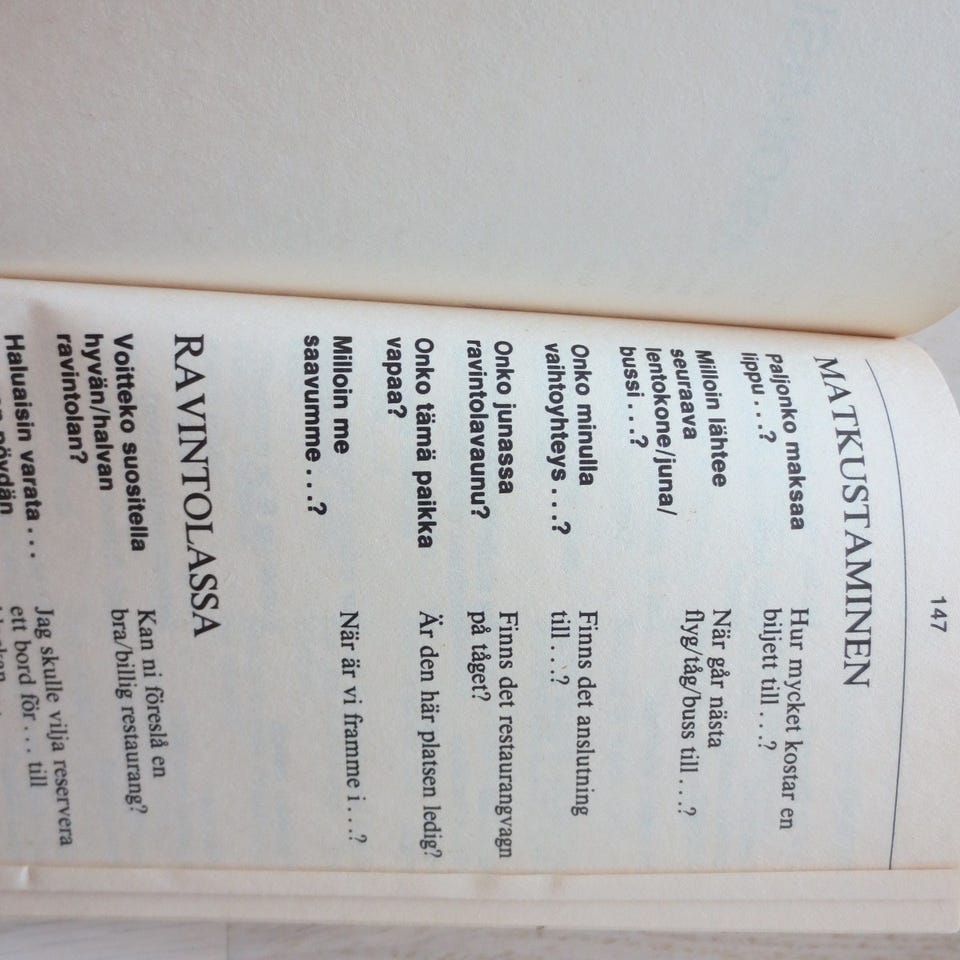 147
MATKUSTAMINEN
Paljonko maksaa
lippu . . .?
Hur mycket kostar en
biljett till . . .?
Milloin lähtee
seuraava
lentokone/juna/
bussi . . .?
När går nästa
flyg/tåg/buss till . . .?
Onko minulla
vaihtoyhteys . . .?
Finns det anslutning
till . . .?
Onko junassa
ravintolavaunu?
Finns det restaurangvagn
på tåget?
Onko tämä paikka
vapaa?
Är den här platsen ledig?
Milloin me
saavumme . . .?
När är vi framme i . . .?
RAVINTOLASSA
Voitteko suositella
hyvän/halvan
ravintolan?
Kan ni föreslå en
bra/billig restaurang?
Haluaisin varata . . .
pöydän
Jag skulle vilja reservera
ett bord för . . . till